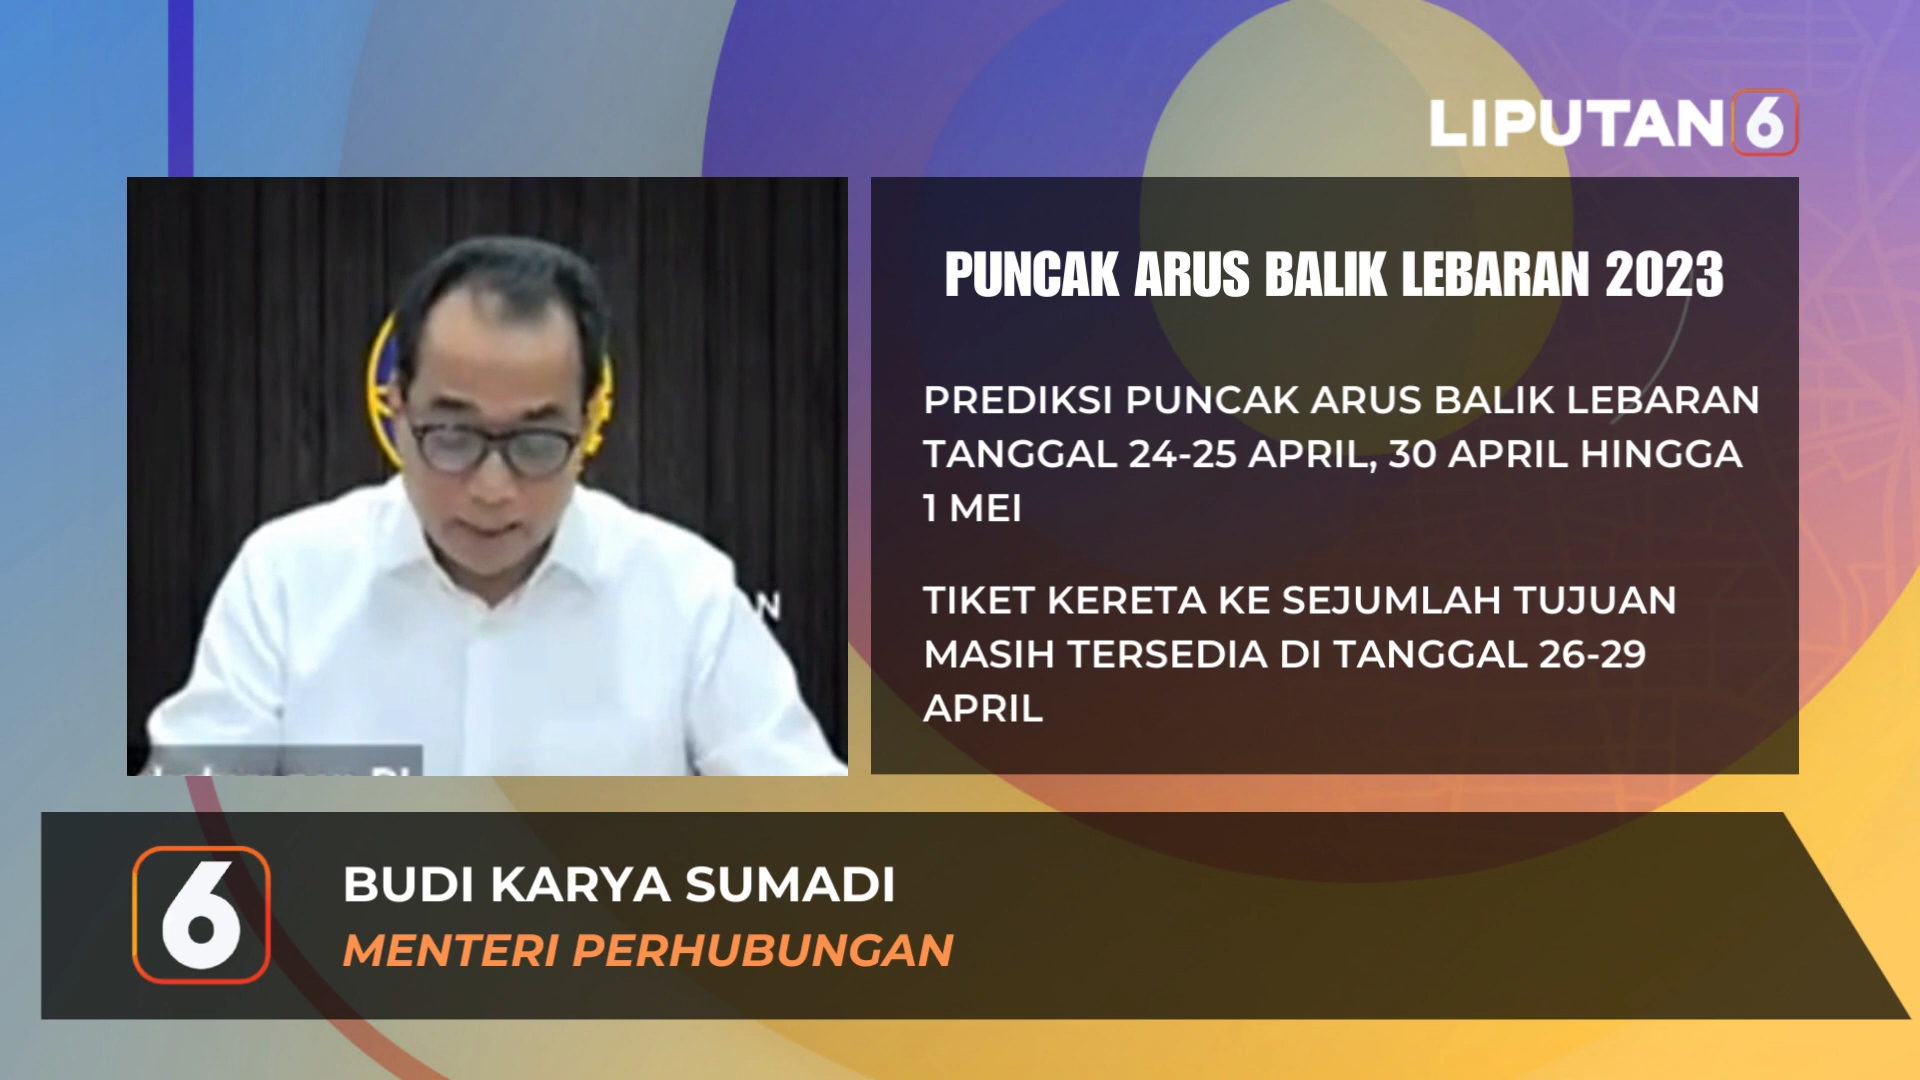 LIPUTAN 6
PUNCAK ARUS BALIK LEBARAN 2023
PREDIKSI PUNCAK ARUS BALIK LEBARAN
TANGGAL 24-25 APRIL, 30 APRIL HINGGA
1 MEI
TIKET KERETA KE SEJUMLAH TUJUAN
MASIH TERSEDIA DI TANGGAL 26-29
APRIL
6
BUDI KARYA SUMADI
MENTERI PERHUBUNGAN